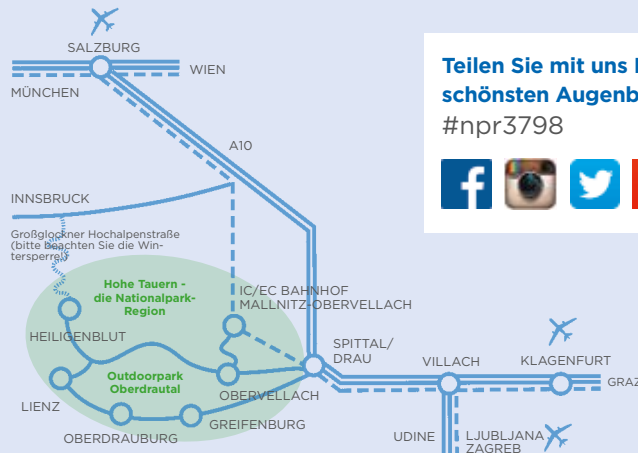 SALZBURG
WIEN
MÜNCHEN
Teilen Sie mit uns
schönsten
#npr3798
A10
INNSBRUCK
Großglockner Hochalpenstraße
(bitte beachten Sie die Win-
tersperre!)
Hohe Tauern -
die Nationalpark-
Region
IC/EC BAHNHOF
MALLNITZ-OBERVELLACH
HEILIGENBLUT
SPITTAL/
DRAU
VILLACH
KLAGENFURT
Outdoorpark
Oberdrautal
GRAZ
OBERVELLACH
LIENZ
GREIFENBURG
OBERDRAUBURG
UDINE
LJUBLJANA
ZAGREB